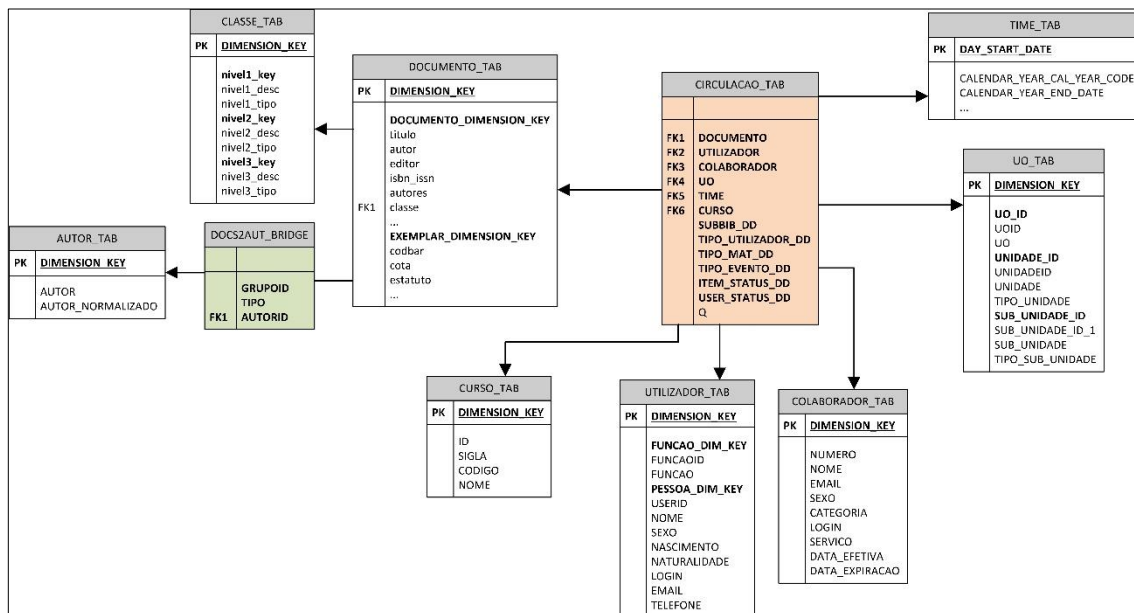 CLASSE_TAB
PK DIMENSION_KEY
nivel1_key
nivel1_desc
nivel1_tipo
nivel2_key
nivel2_desc
nivel2_tipo
nivel3_key
nivel3_desc
nivel3_tipo
DOCUMENTO_TAB
PK DIMENSION_KEY
DOCUMENTO_DIMENSION_KEY
titulo
autor
editor
isbn_issn
autores
FK1 classe
...
EXEMPLAR_DIMENSION_KEY
codbar
cota
estatuto
...
CIRCULACAO_TAB
FK1 DOCUMENTO
FK2 UTILIZADOR
FK3 COLABORADOR
FK4 UO
FK5 TIME
FK6 CURSO
SUBBIB_DD
TIPO_UTILIZADOR_DD
TIPO_MAT_DD
TIPO_EVENTO_DD
ITEM_STATUS_DD
USER_STATUS_DD
Q
TIME_TAB
PK DAY_START_DATE
CALENDAR_YEAR_CAL_YEAR_CODE
CALENDAR_YEAR_END_DATE
...
UO_TAB
PK DIMENSION_KEY
UO_ID
UOID
UO
UNIDADE_ID
UNIDADEID
UNIDADE
TIPO_UNIDADE
SUB_UNIDADE_ID
SUB_UNIDADE_ID_1
SUB_UNIDADE
TIPO_SUB_UNIDADE
AUTOR_TAB
PK DIMENSION_KEY
AUTOR
AUTOR_NORMALIZADO
DOCS2AUT_BRIDGE
GRUPOID
TIPO
FK1 AUTORID
CURSO_TAB
PK DIMENSION_KEY
ID
SIGLA
CODIGO
NOME
UTILIZADOR_TAB
PK DIMENSION_KEY
FUNCAO_DIM_KEY
FUNCAOID
FUNCAO
PESSOA_DIM_KEY
USERID
NOME
SEXO
NASCIMENTO
NATURALIDADE
LOGIN
EMAIL
TELEFONE
COLABORADOR_TAB
PK DIMENSION_KEY
NUMERO
NOME
EMAIL
SEXO
CATEGORIA
LOGIN
SERVICO
DATA_EFETIVA
DATA_EXPIRACAO